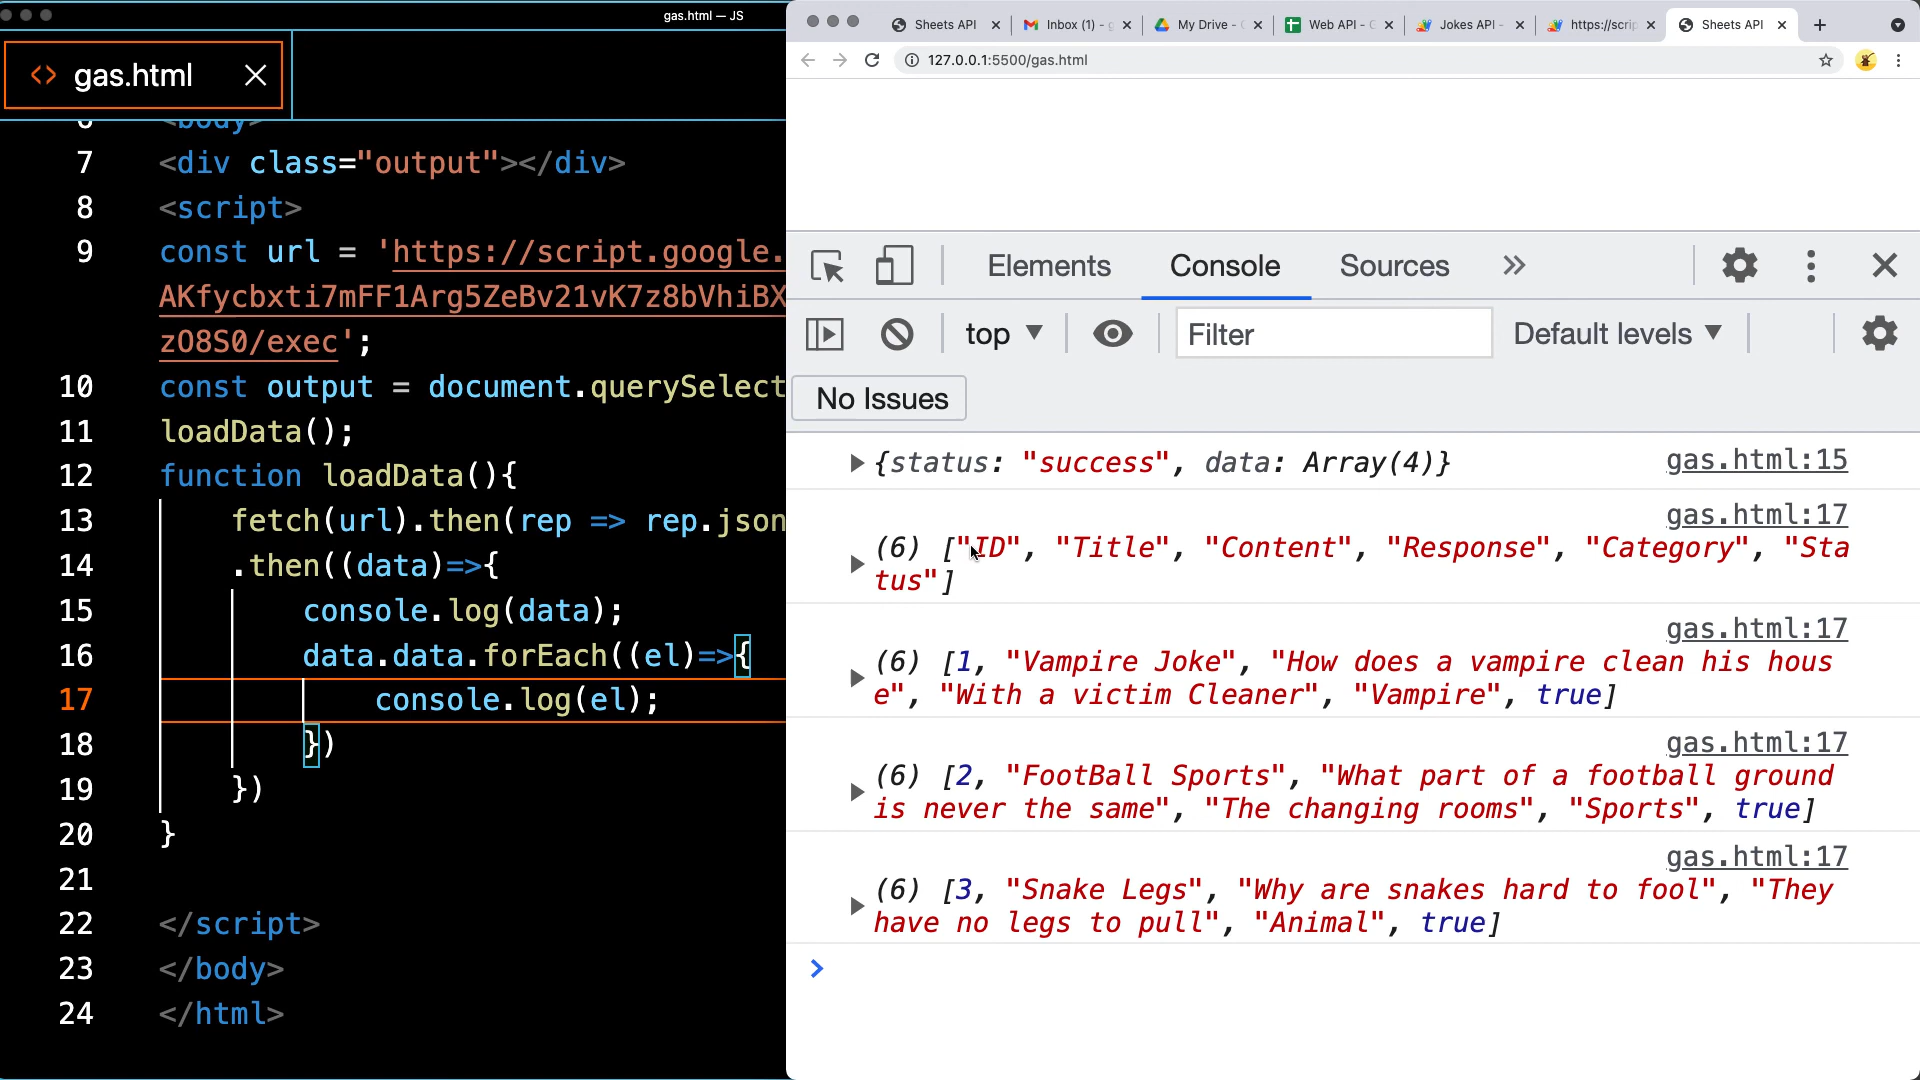 gas.html — JS
<> gas.html
6 <body>
7 <div class="output"></div>
8 <script>
9 const url = 'https://script.google.
AKfycbxti7mFF1Arg5ZeBv21vK7z8bVhiBX
zO8S0/exec';
10 const output = document.querySelect
11 loadData();
12 function loadData(){
13 fetch(url).then(rep => rep.json
14 .then((data)=>{
15 console.log(data);
16 data.data.forEach((el)=>{
17 console.log(el);
18 })
19 })
20 }
21
22 </script>
23 </body>
24 </html>
Sheets API
Inbox (1) - g
My Drive - G
Web API - G
Jokes API -
https://scrip
Sheets API
127.0.0.1:5500/gas.html
Elements Console Sources
top Filter Default levels
No Issues
{status: "success", data: Array(4)} gas.html:15
gas.html:17
(6) ["ID", "Title", "Content", "Response", "Category", "Sta
tus"]
gas.html:17
(6) [1, "Vampire Joke", "How does a vampire clean his hous
e", "With a victim Cleaner", "Vampire", true]
gas.html:17
(6) [2, "FootBall Sports", "What part of a football ground
is never the same", "The changing rooms", "Sports", true]
gas.html:17
(6) [3, "Snake Legs", "Why are snakes hard to fool", "They
have no legs to pull", "Animal", true]